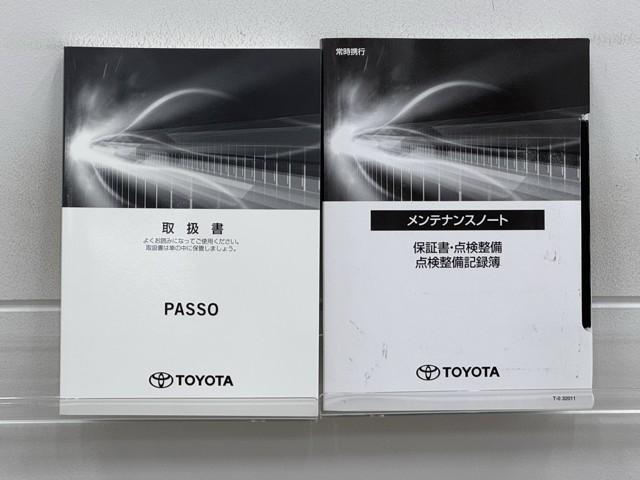 取扱書
よくお読みになってご使用ください。
取扱書は車の中に保管しましょう。
PASSO
TOYOTA
常時携行
メンテナンスノート
保証書・点検整備
点検整備記録簿
TOYOTA
T-0 32011